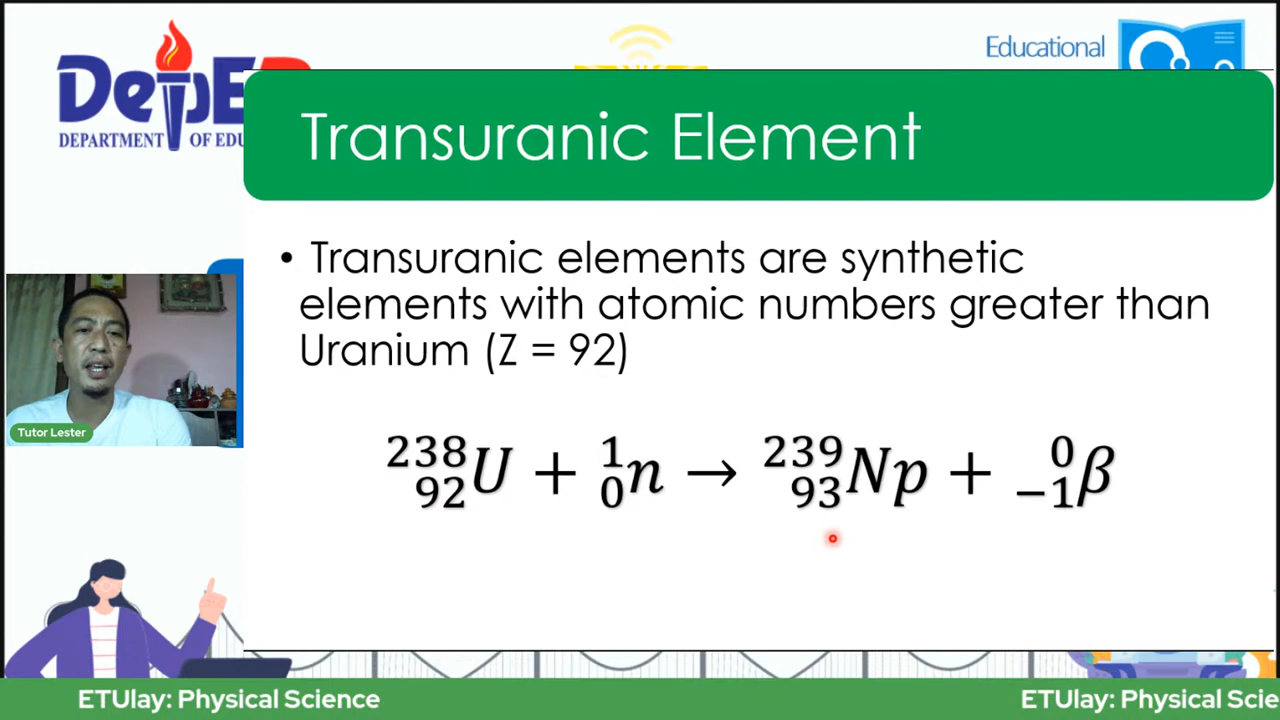 Educational
DepED
DEPARTMENT OF EDU
Transuranic Element
• Transuranic elements are synthetic
elements with atomic numbers greater than
Uranium (Z = 92)
²³⁸₉₂U + ¹₀n → ²³⁹₉₃Np + ⁰₋₁β
Tutor Lester
ETUlay: Physical Science
ETUlay: Physical Scie